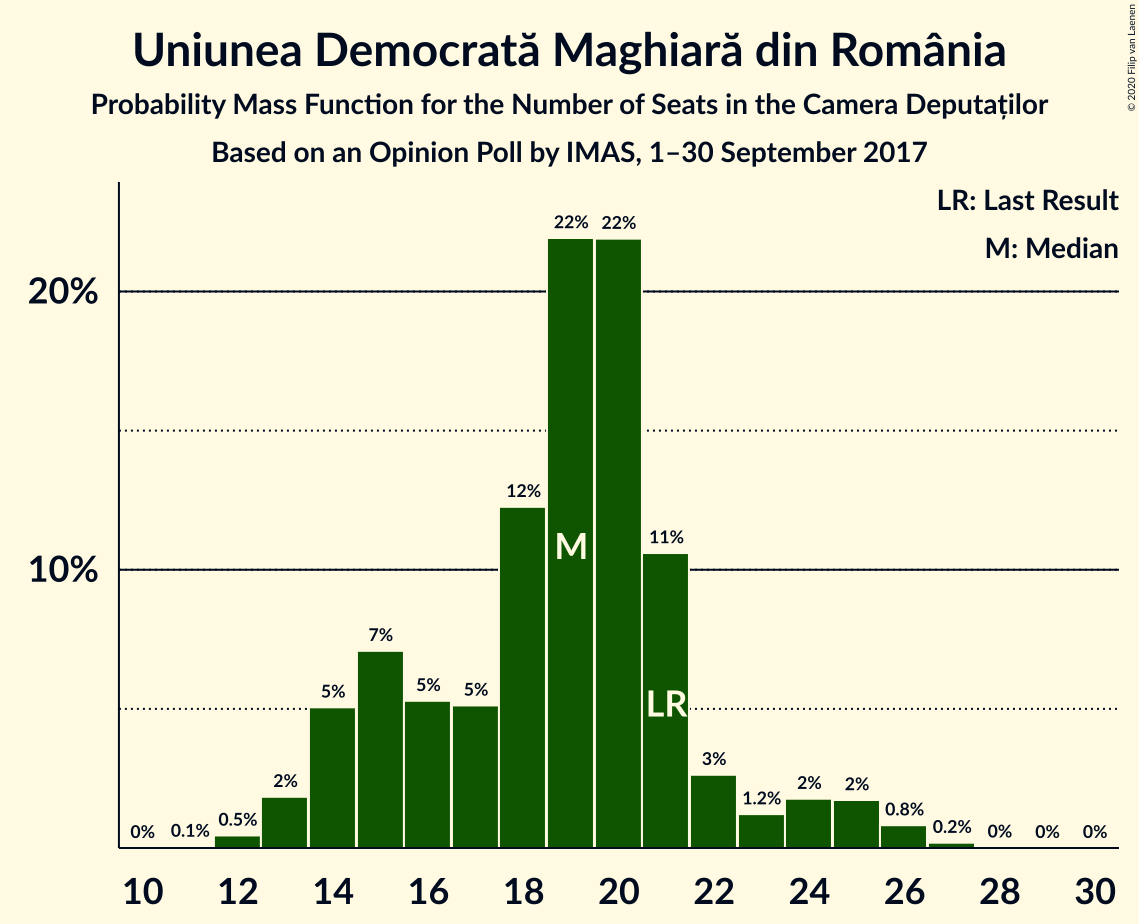 Uniunea Democrată Maghiară din România
Probability Mass Function for the Number of Seats in the Camera Deputaților
Based on an Opinion Poll by IMAS, 1–30 September 2017
© 2020 Filip van Laenen
LR: Last Result
M: Median
20%
10%
0%
0.1%
0.5%
2%
5%
7%
5%
5%
12%
22%
22%
11%
3%
1.2%
2%
2%
0.8%
0.2%
0%
0%
0%
M
LR
10 12 14 16 18 20 22 24 26 28 30